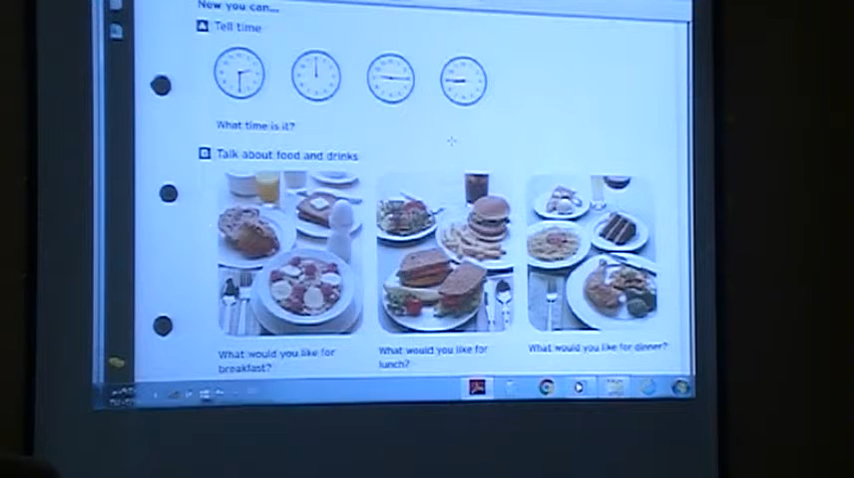 Now you can...
A Tell time
What time is it?
B Talk about food and drinks
What would you like for
breakfast?
What would you like for
lunch?
What would you like for dinner?